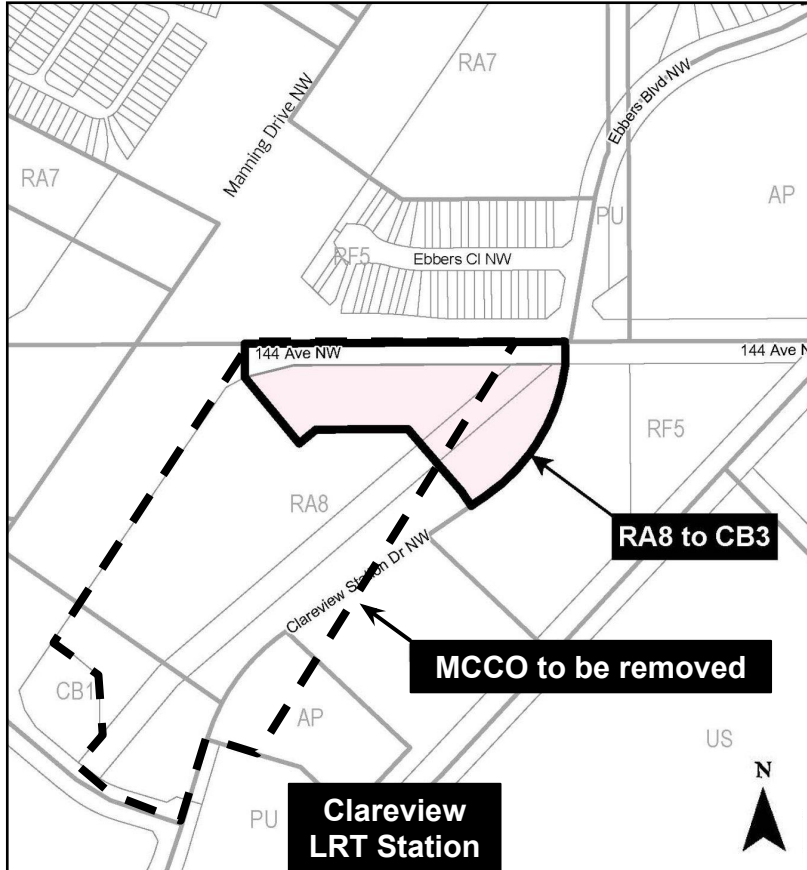 RA7
Manning Drive NW
Ebbers Blvd NW
RA7
AP
PU
RF5
Ebbers Cl NW
144 Ave NW
144 Ave N
RF5
RA8
RA8 to CB3
Clareview Station Dr NW
MCCO to be removed
CB1
AP
US
N
PU
Clareview
LRT Station